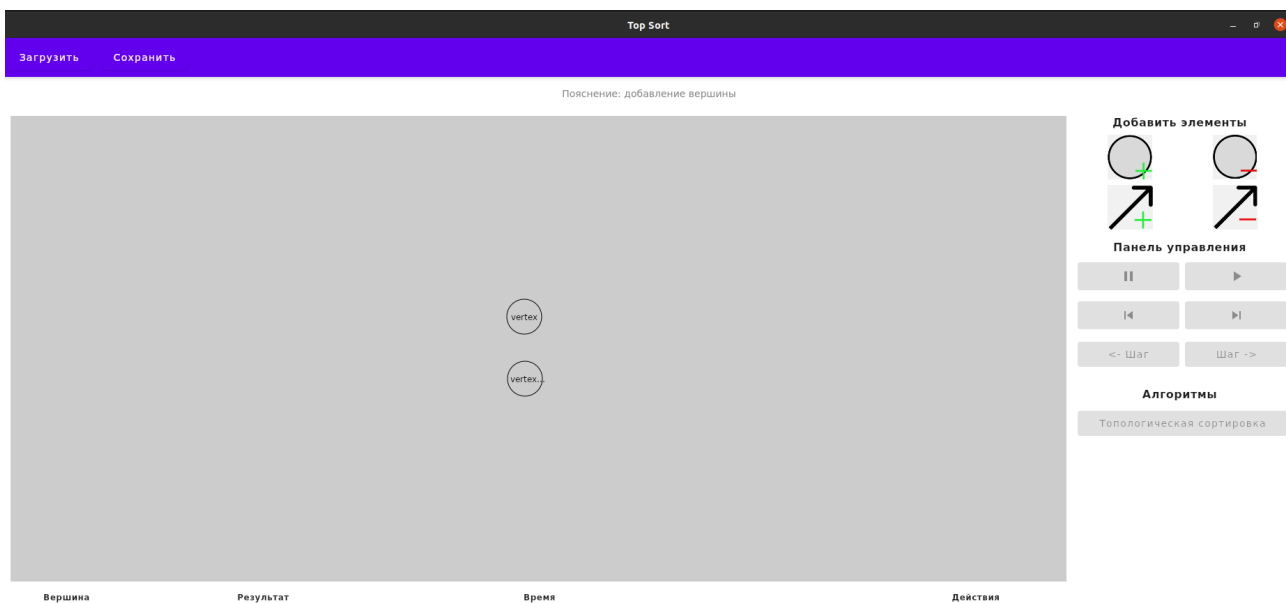 Top Sort
Загрузить Сохранить
Пояснение: добавление вершины
Добавить элементы
Панель управления
vertex
vertex...
<- Шаг Шаг ->
Алгоритмы
Топологическая сортировка
Вершина Результат Время Действия